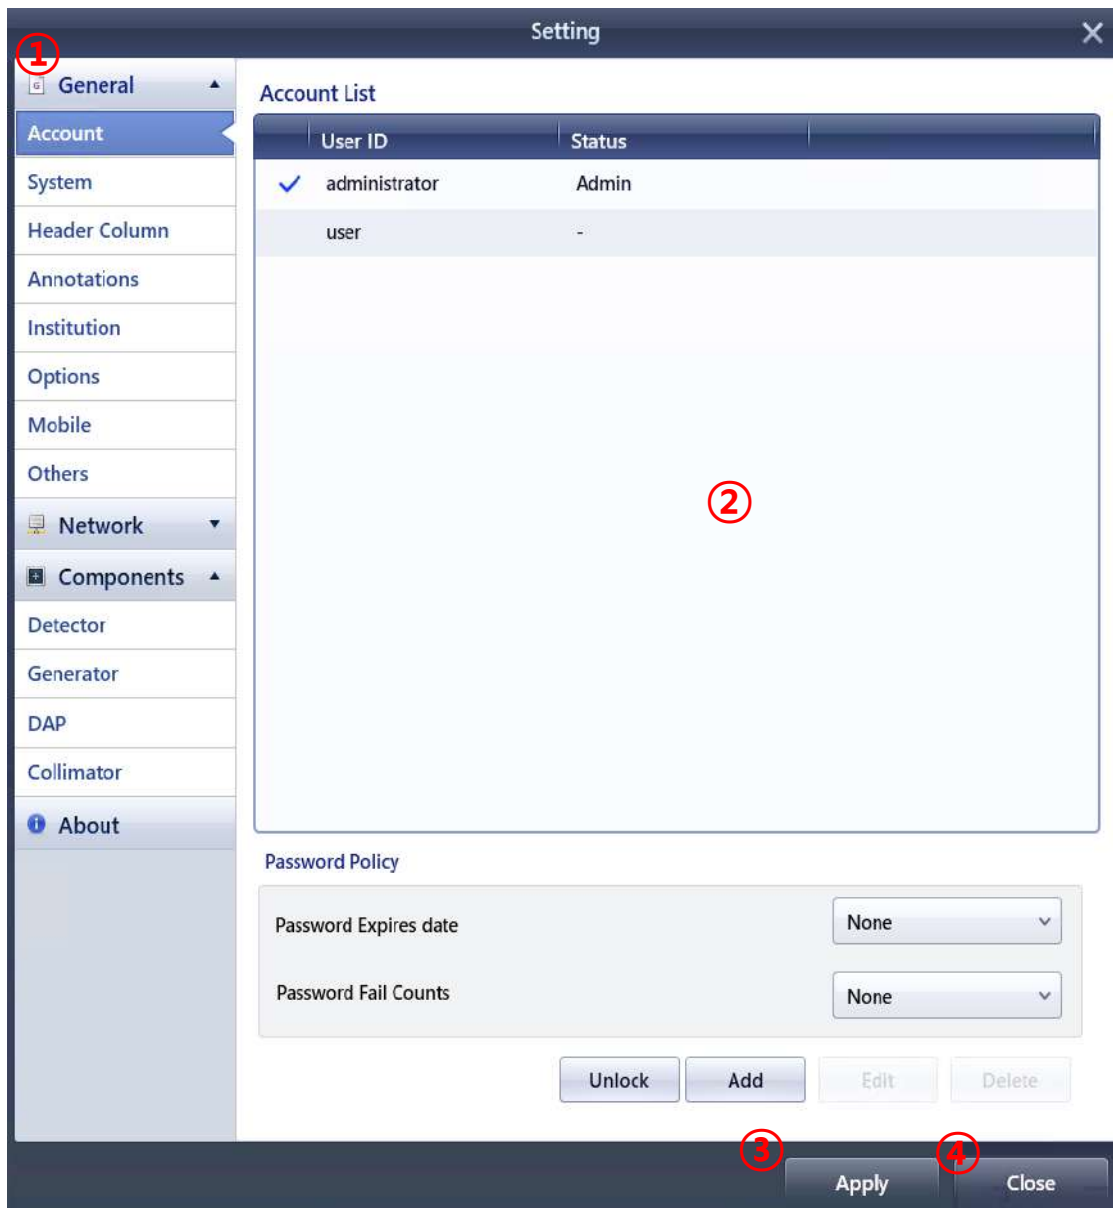 Setting
①
General
Account
System
Header Column
Annotations
Institution
Options
Mobile
Others
Network
Components
Detector
Generator
DAP
Collimator
About
Account List
User ID Status
administrator Admin
user -
②
Password Policy
Password Expires date None
Password Fail Counts None
Unlock Add Edit Delete
③ ④
Apply Close